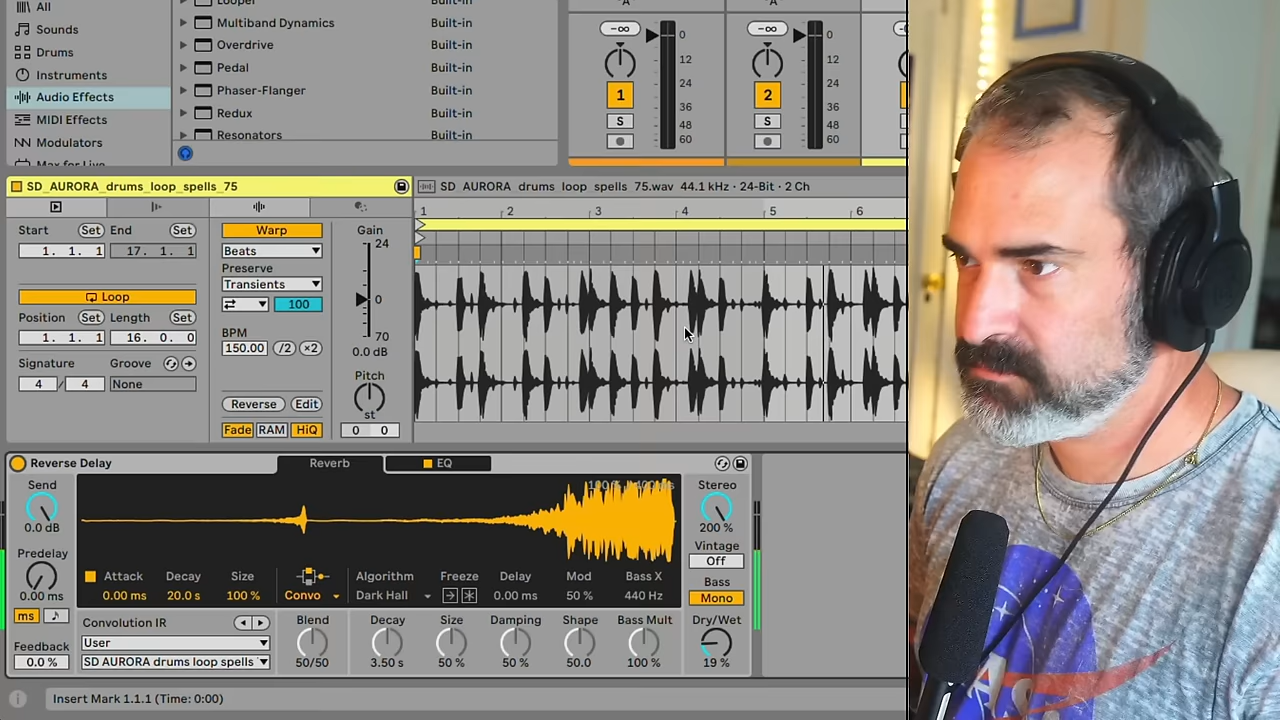 All
Sounds
Drums
Instruments
Audio Effects
MIDI Effects
Modulators
Max for Live
Looper
Multiband Dynamics Built-in
Overdrive Built-in
Pedal Built-in
Phaser-Flanger Built-in
Redux Built-in
Resonators Built-in
-∞ 0
12
24
36
48
60
1
S
-∞ 0
12
24
36
48
60
2
S
SD_AURORA_drums_loop_spells_75
Start Set End Set
1. 1. 1 17. 1. 1
Loop
Position Set Length Set
1. 1. 1 16. 0. 0
Signature Groove
4 / 4 None
Warp
Beats
Preserve
Transients
100
BPM
150.00 /2 ×2
Reverse Edit
Fade RAM HiQ
Gain
24
0
70
0.0 dB
Pitch
st
0 0
SD_AURORA_drums_loop_spells_75.wav 44.1 kHz · 24-Bit · 2 Ch
1 2 3 4 5 6
Reverse Delay Reverb EQ
Send
0.0 dB
Predelay
0.00 ms
ms
Feedback
0.0 %
Attack Decay Size Algorithm Freeze Delay Mod Bass X
0.00 ms 20.0 s 100 % Convo Dark Hall 0.00 ms 50 % 440 Hz
Convolution IR
User
SD AURORA drums loop spells
Blend Decay Size Damping Shape Bass Mult
50/50 3.50 s 50 % 50 % 50.0 100 %
Stereo
200 %
Vintage
Off
Bass
Mono
Dry/Wet
19 %
Insert Mark 1.1.1 (Time: 0:00)